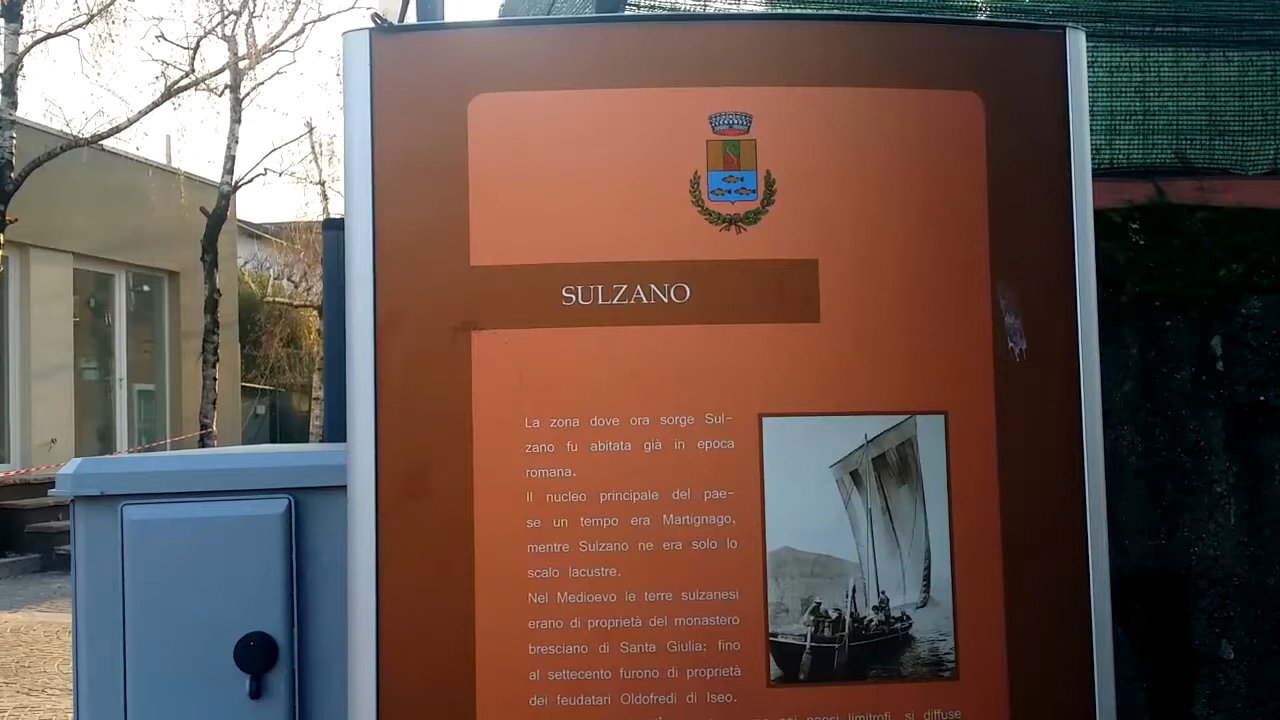 SULZANO
La zona dove ora sorge Sul-
zano fu abitata già in epoca
romana.
Il nucleo principale del pae-
se un tempo era Martignago,
mentre Sulzano ne era solo lo
scalo lacustre.
Nel Medioevo le terre sulzanesi
erano di proprietà del monastero
bresciano di Santa Giulia; fino
al settecento furono di proprietà
dei feudatari Oldofredi di Iseo.
limitrofi, si diffuse